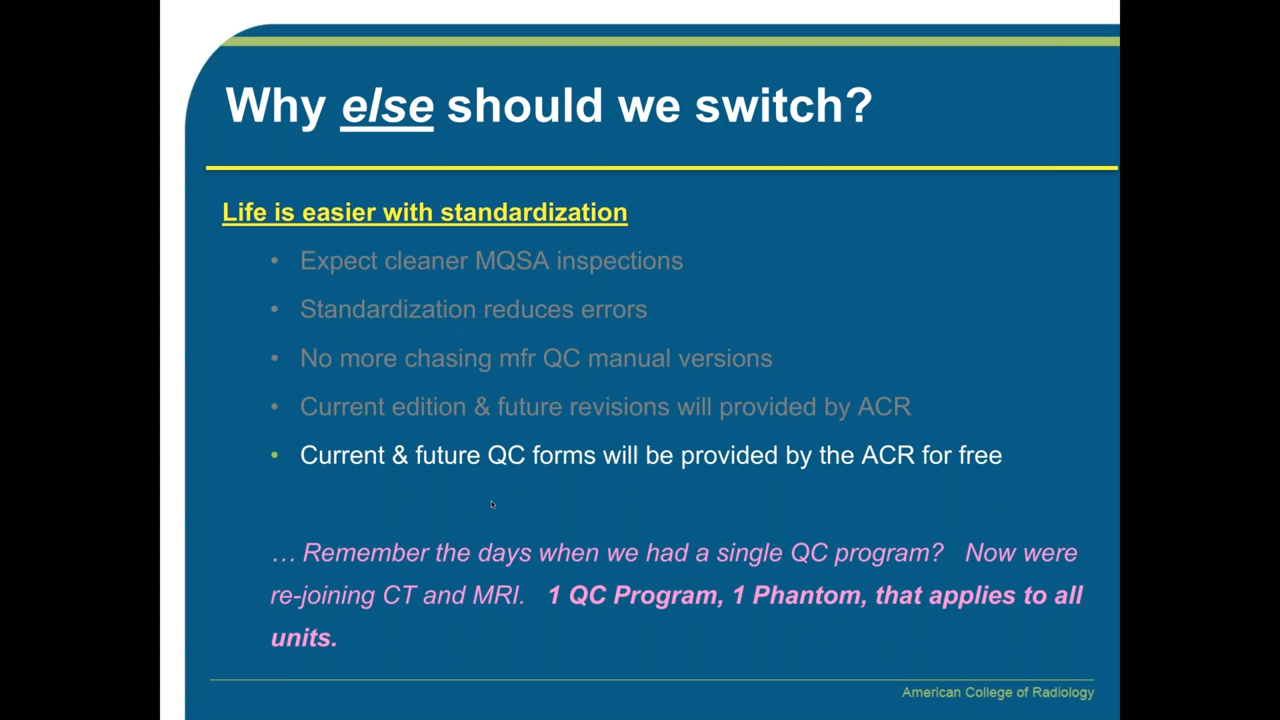 Why else should we switch?
Life is easier with standardization
• Expect cleaner MQSA inspections
• Standardization reduces errors
• No more chasing mfr QC manual versions
• Current edition & future revisions will provided by ACR
• Current & future QC forms will be provided by the ACR for free
… Remember the days when we had a single QC program? Now were
re-joining CT and MRI. 1 QC Program, 1 Phantom, that applies to all
units.
American College of Radiology